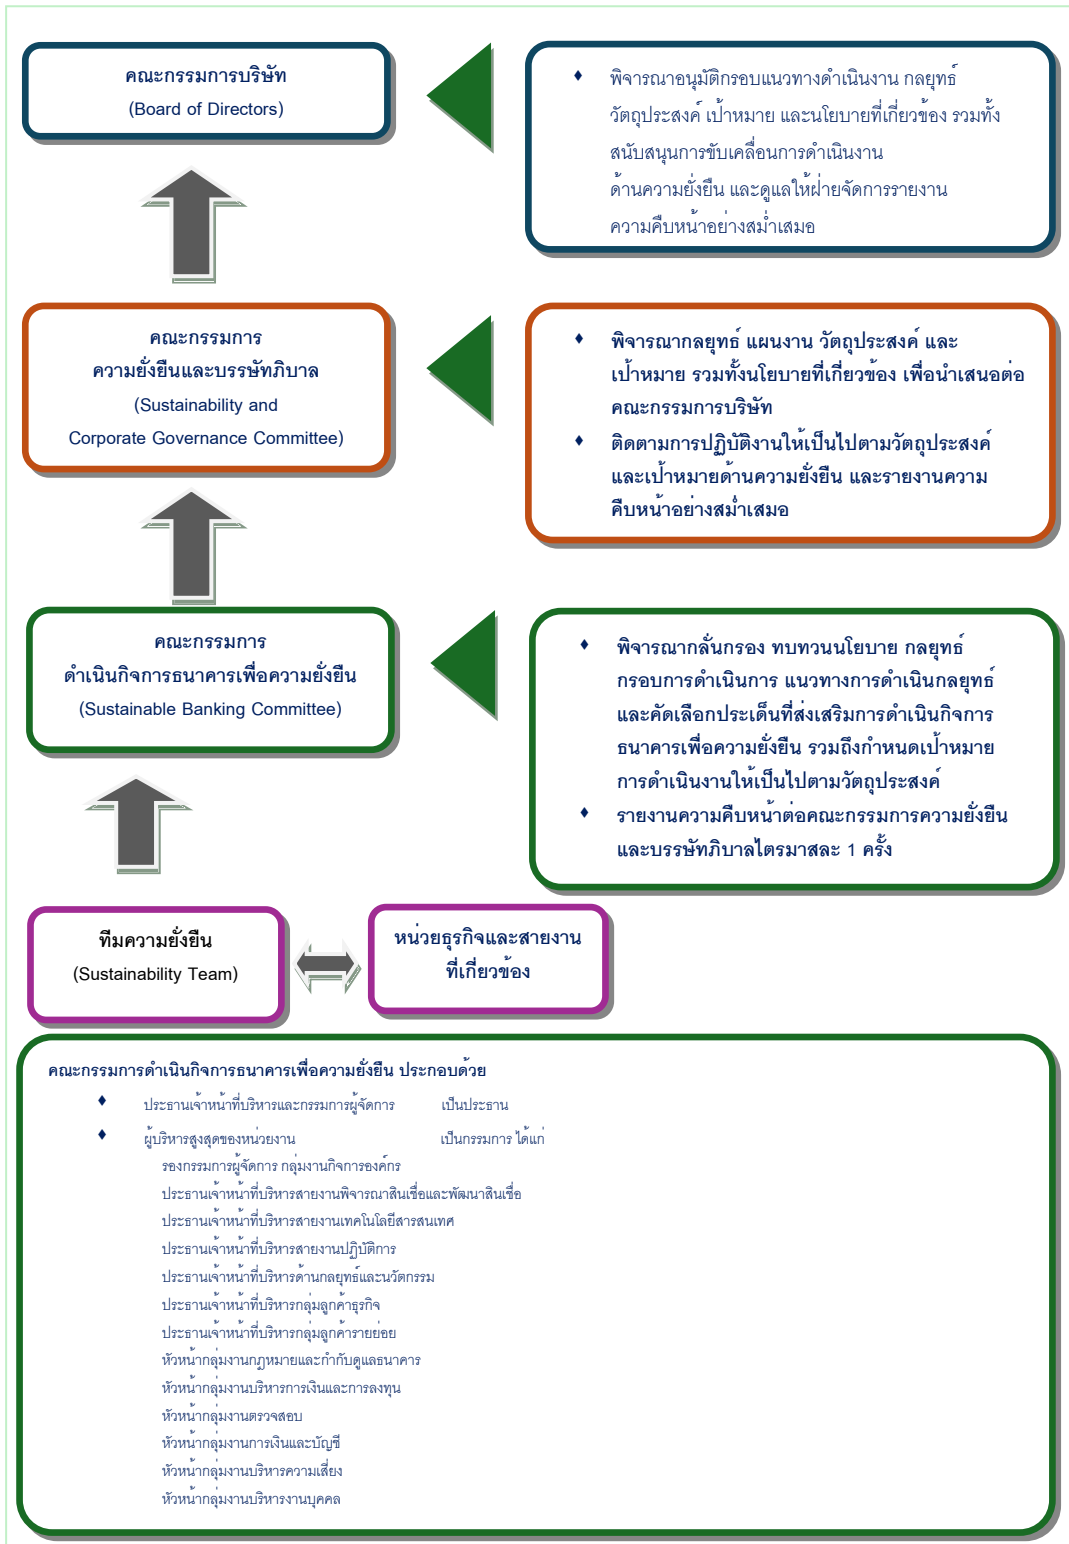 คณะกรรมการบริษัท
(Board of Directors)
♦ พิจารณาอนุมัติกรอบแนวทางดำเนินงาน กลยุทธ์
วัตถุประสงค์ เป้าหมาย และนโยบายที่เกี่ยวข้อง รวมทั้ง
สนับสนุนการขับเคลื่อนการดำเนินงาน
ด้านความยั่งยืน และดูแลให้ฝ่ายจัดการรายงาน
ความคืบหน้าอย่างสม่ำเสมอ
คณะกรรมการ
ความยั่งยืนและบรรษัทภิบาล
(Sustainability and
Corporate Governance Committee)
♦ พิจารณากลยุทธ์ แผนงาน วัตถุประสงค์ และ
เป้าหมาย รวมทั้งนโยบายที่เกี่ยวข้อง เพื่อนำเสนอต่อ
คณะกรรมการบริษัท
♦ ติดตามการปฏิบัติงานให้เป็นไปตามวัตถุประสงค์
และเป้าหมายด้านความยั่งยืน และรายงานความ
คืบหน้าอย่างสม่ำเสมอ
คณะกรรมการ
ดำเนินกิจการธนาคารเพื่อความยั่งยืน
(Sustainable Banking Committee)
♦ พิจารณากลั่นกรอง ทบทวนนโยบาย กลยุทธ์
กรอบการดำเนินการ แนวทางการดำเนินกลยุทธ์
และคัดเลือกประเด็นที่ส่งเสริมการดำเนินกิจการ
ธนาคารเพื่อความยั่งยืน รวมถึงกำหนดเป้าหมาย
การดำเนินงานให้เป็นไปตามวัตถุประสงค์
♦ รายงานความคืบหน้าต่อคณะกรรมการความยั่งยืน
และบรรษัทภิบาลไตรมาสละ 1 ครั้ง
ทีมความยั่งยืน
(Sustainability Team)
หน่วยธุรกิจและสายงาน
ที่เกี่ยวข้อง
คณะกรรมการดำเนินกิจการธนาคารเพื่อความยั่งยืน ประกอบด้วย
♦ ประธานเจ้าหน้าที่บริหารและกรรมการผู้จัดการ เป็นประธาน
♦ ผู้บริหารสูงสุดของหน่วยงาน เป็นกรรมการ ได้แก่
รองกรรมการผู้จัดการ กลุ่มงานกิจการองค์กร
ประธานเจ้าหน้าที่บริหารสายงานพิจารณาสินเชื่อและพัฒนาสินเชื่อ
ประธานเจ้าหน้าที่บริหารสายงานเทคโนโลยีสารสนเทศ
ประธานเจ้าหน้าที่บริหารสายงานปฏิบัติการ
ประธานเจ้าหน้าที่บริหารด้านกลยุทธ์และนวัตกรรม
ประธานเจ้าหน้าที่บริหารกลุ่มลูกค้าธุรกิจ
ประธานเจ้าหน้าที่บริหารกลุ่มลูกค้ารายย่อย
หัวหน้ากลุ่มงานกฎหมายและกำกับดูแลธนาคาร
หัวหน้ากลุ่มงานบริหารการเงินและการลงทุน
หัวหน้ากลุ่มงานตรวจสอบ
หัวหน้ากลุ่มงานการเงินและบัญชี
หัวหน้ากลุ่มงานบริหารความเสี่ยง
หัวหน้ากลุ่มงานบริหารงานบุคคล